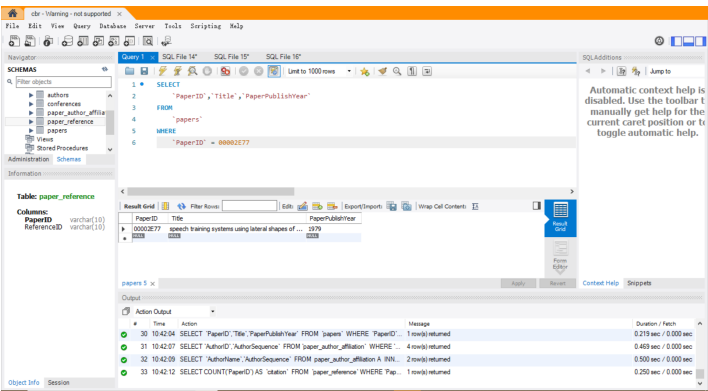 cbr - Warning - not supported ×
File Edit View Query Database Server Tools Scripting Help
Navigator
SCHEMAS
Filter objects
authors
conferences
paper_author_affilia
paper_reference
papers
Views
Stored Procedures
Administration Schemas
Information
Table: paper_reference
Columns:
PaperID varchar(10)
ReferenceID varchar(10)
Object Info Session
Query 1 × SQL File 14* SQL File 15* SQL File 16*
Limit to 1000 rows
1 SELECT
2 `PaperID`,`Title`,`PaperPublishYear`
3 FROM
4 `papers`
5 WHERE
6 `PaperID` = 00002E77
Result Grid Filter Rows: Edit: Export/Import: Wrap Cell Content:
PaperID Title PaperPublishYear
00002E77 speech training systems using lateral shapes of ... 1979
NULL NULL NULL
Result Grid
Form Editor
papers 5 × Apply Revert
SQLAdditions
Jump to
Automatic context help is
disabled. Use the toolbar t
manually get help for the
current caret position or to
toggle automatic help.
Context Help Snippets
Output
Action Output
# Time Action Message Duration / Fetch
30 10:42:04 SELECT `PaperID`,`Title`,`PaperPublishYear` FROM `papers` WHERE `PaperID`... 1 row(s) returned 0.219 sec / 0.000 sec
31 10:42:07 SELECT `AuthorID`,`AuthorSequence` FROM `paper_author_affiliation` WHERE `... 4 row(s) returned 0.469 sec / 0.000 sec
32 10:42:09 SELECT `AuthorName`,`AuthorSequence` FROM paper_author_affiliation A INN... 2 row(s) returned 0.500 sec / 0.000 sec
33 10:42:12 SELECT COUNT(`PaperID`) AS `citation` FROM `paper_reference` WHERE `Pap... 1 row(s) returned 0.250 sec / 0.000 sec